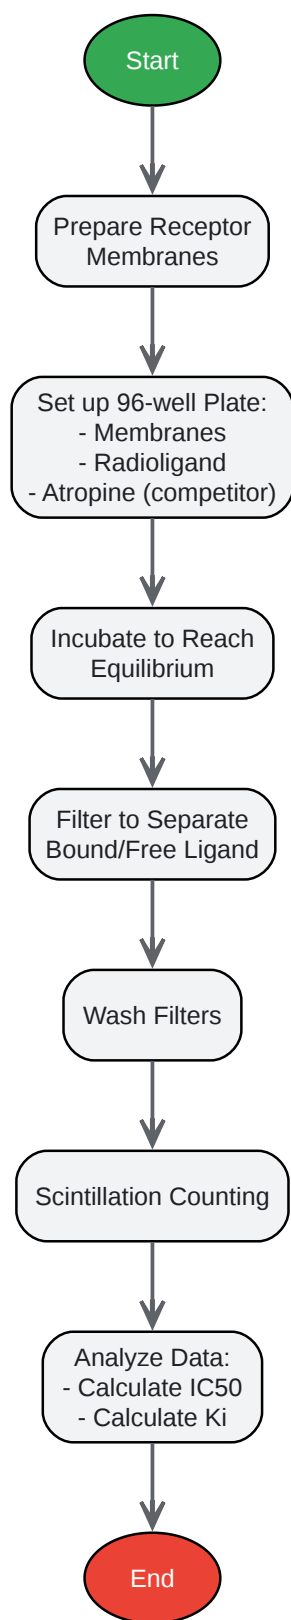 Start
Prepare Receptor
Membranes
Set up 96-well Plate:
- Membranes
- Radioligand
- Atropine (competitor)
Incubate to Reach
Equilibrium
Filter to Separate
Bound/Free Ligand
Wash Filters
Scintillation Counting
Analyze Data:
- Calculate IC50
- Calculate Ki
End